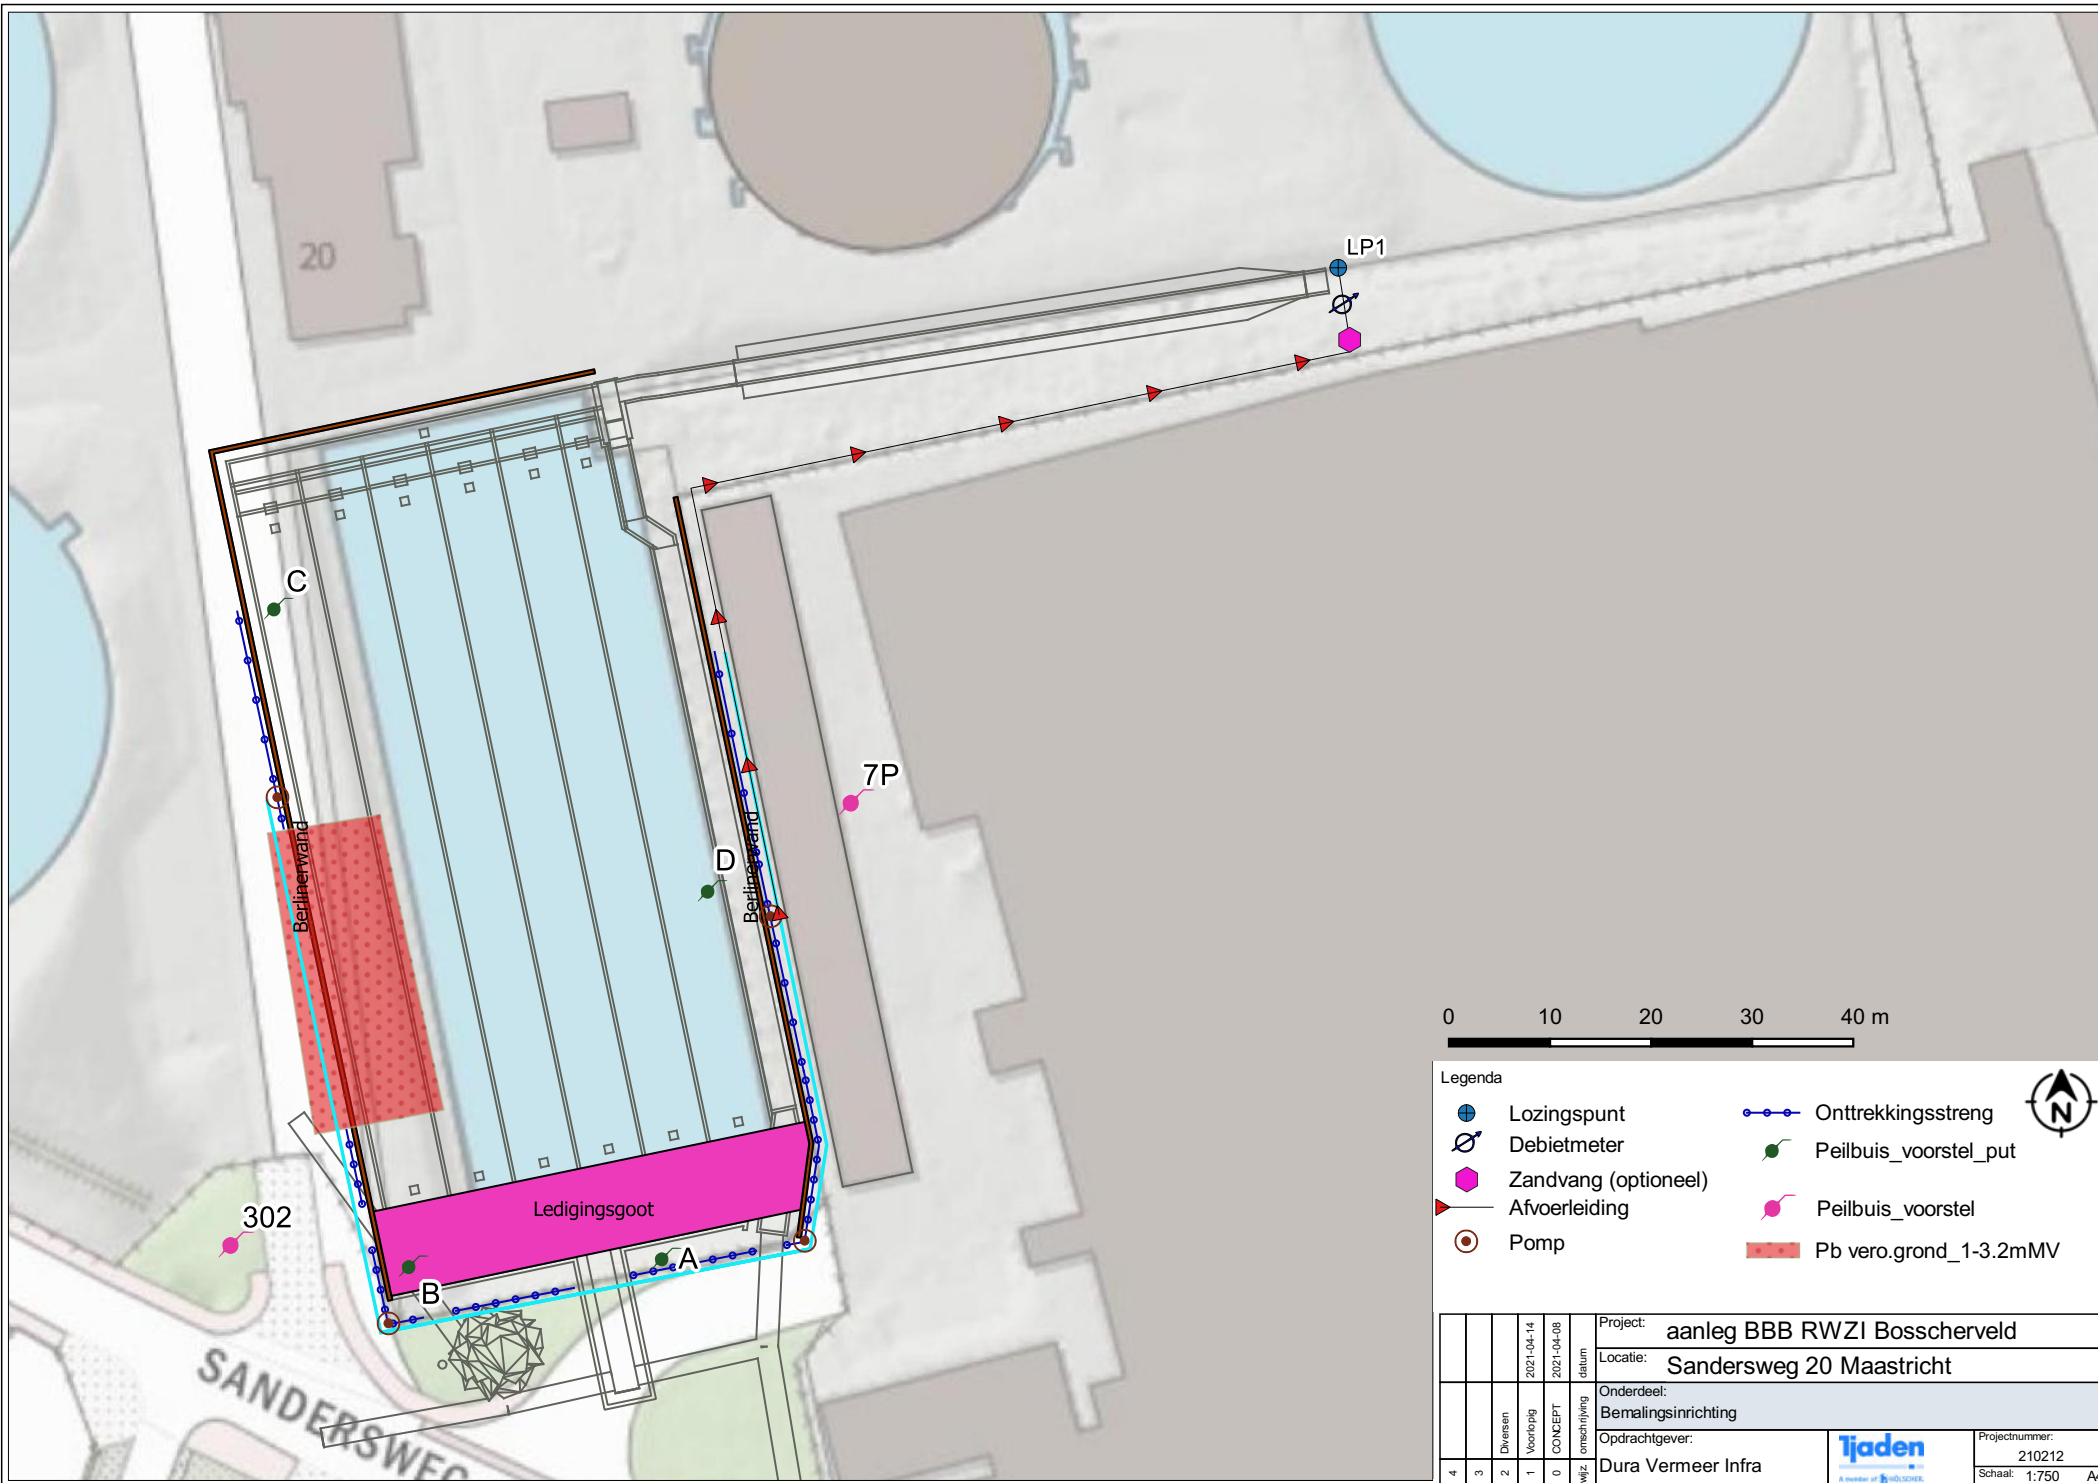 LP1
20
C
7P
D
Berlinerwand
Berlinerwand
302
Ledigingsgoot
A
B
SANDERSWEG
0 10 20 30 40 m
Legenda
Lozingspunt
Debietmeter
Zandvang (optioneel)
Afvoerleiding
Pomp
Onttrekkingsstreng
Peilbuis_voorstel_put
Peilbuis_voorstel
Pb vero.grond_1-3.2mMV
N
4
3
2 Diversen
1 Voorlopig 2021-04-14
0 CONCEPT 2021-04-08
wijz. omschrijving datum
Project: aanleg BBB RWZI Bosscherveld
Locatie: Sandersweg 20 Maastricht
Onderdeel:
Bemalingsinrichting
Opdrachtgever:
Dura Vermeer Infra
Tjaden
A member of HÖLSCHER.
Projectnummer:
210212
Schaal: 1:750